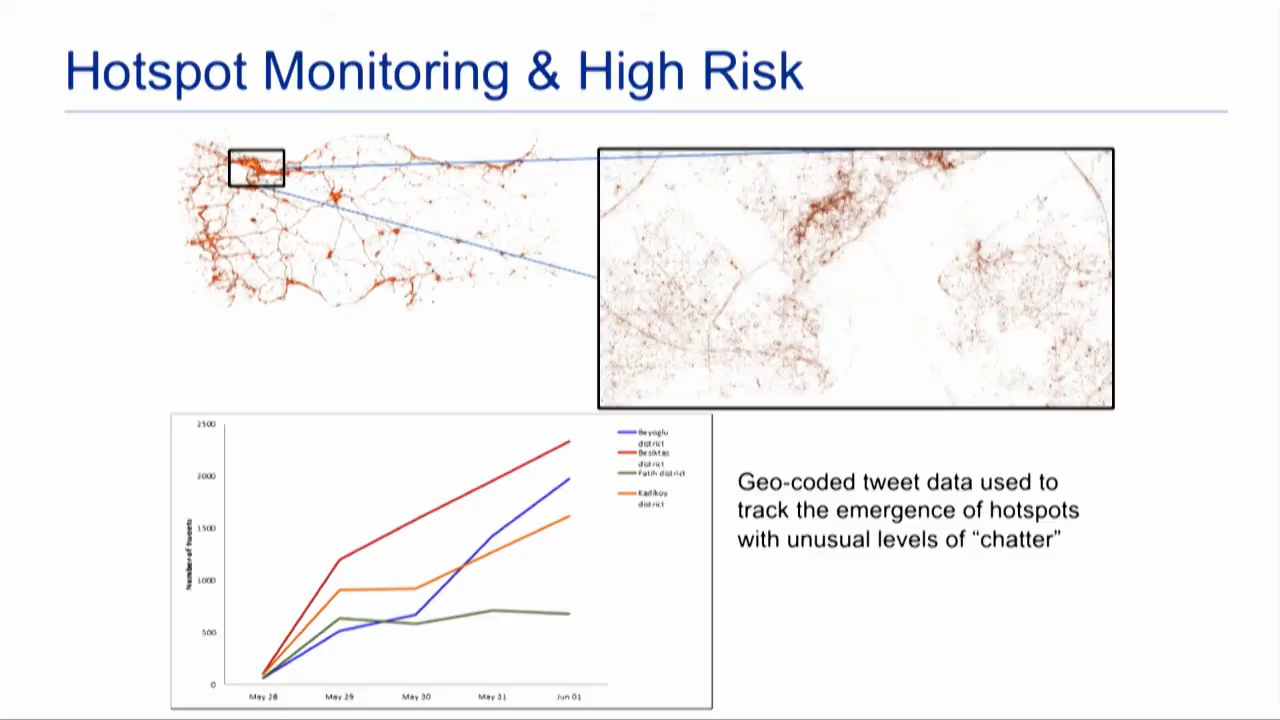 Hotspot Monitoring & High Risk
2500
2000
1500
1000
500
0
Number of tweets
May 28
May 29
May 30
May 31
Jun 01
Beyoglu
district
Besiktas
district
Fatih district
Kadikoy
district
Geo-coded tweet data used to
track the emergence of hotspots
with unusual levels of “chatter”